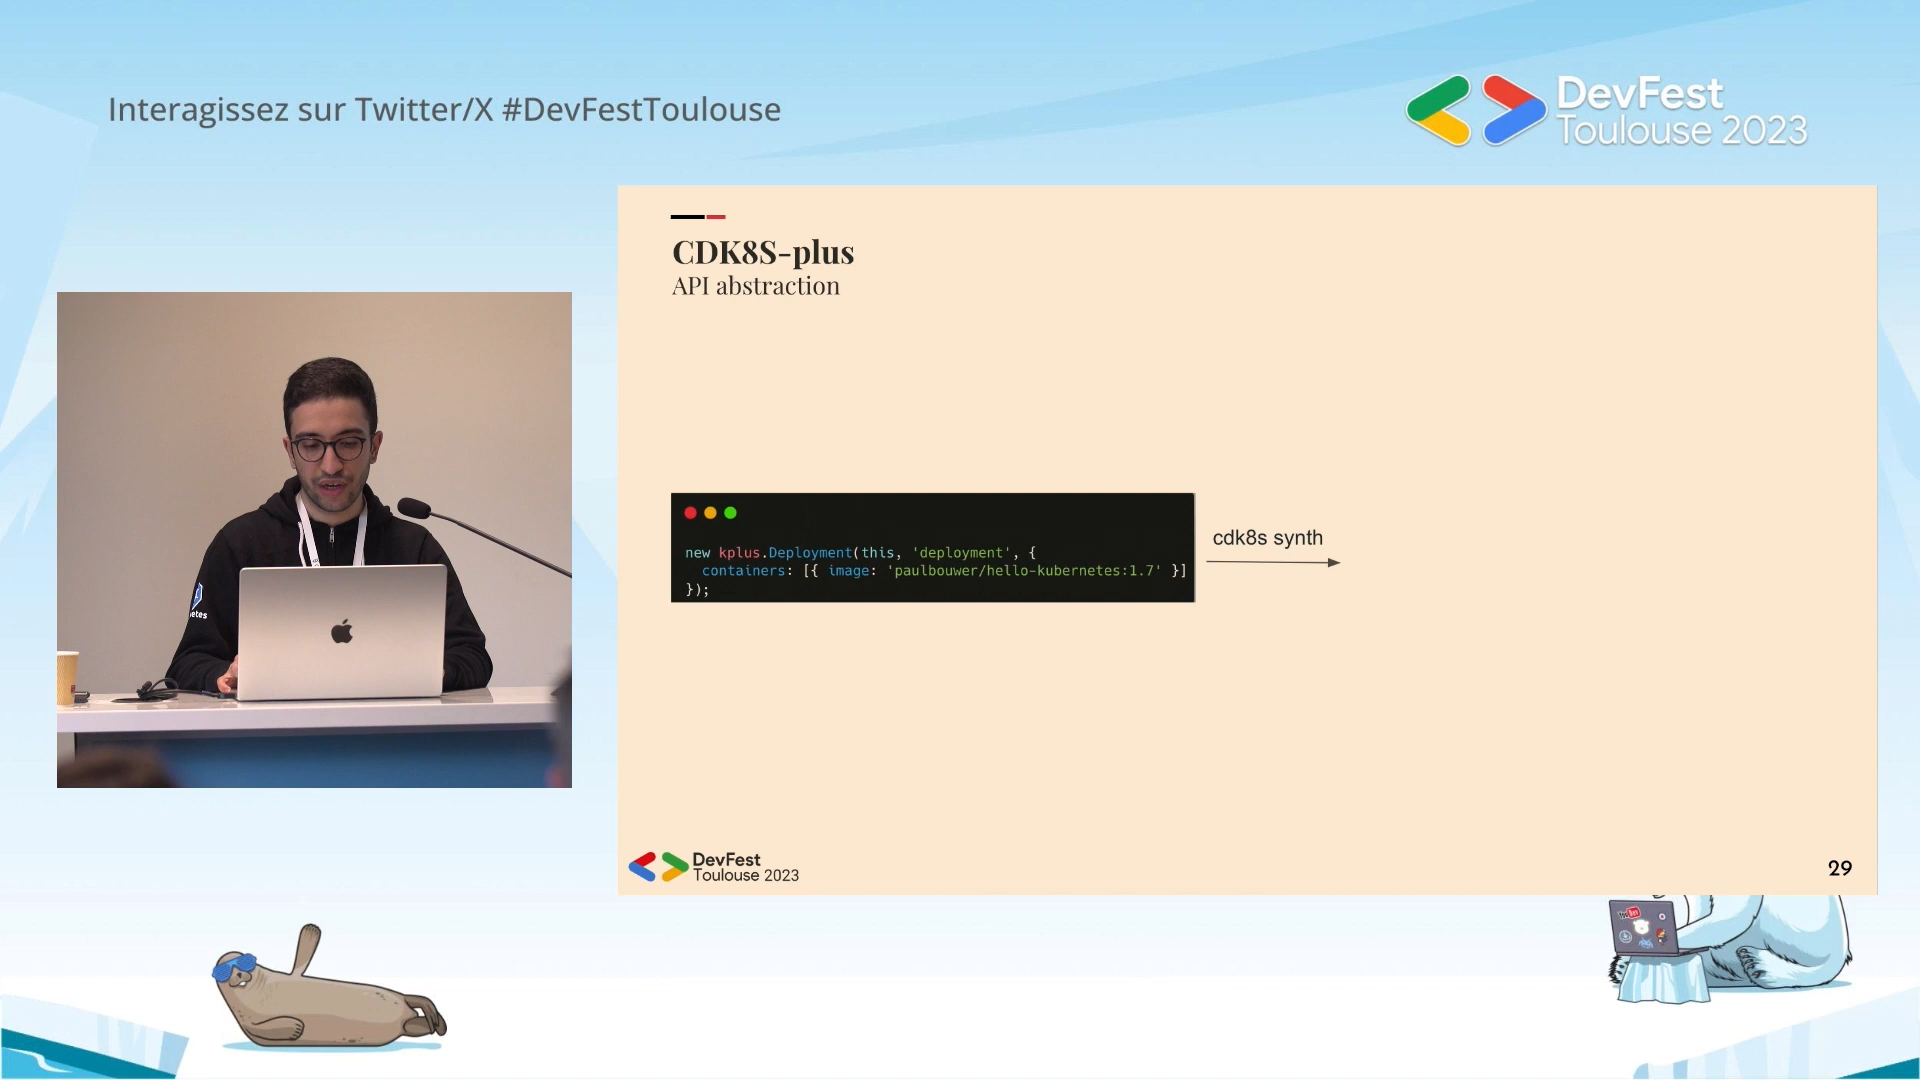 Interagissez sur Twitter/X #DevFestToulouse
DevFest
Toulouse 2023
CDK8S-plus
API abstraction
new kplus.Deployment(this, 'deployment', {
  containers: [{ image: 'paulbouwer/hello-kubernetes:1.7' }]
});
cdk8s synth
DevFest
Toulouse 2023
29